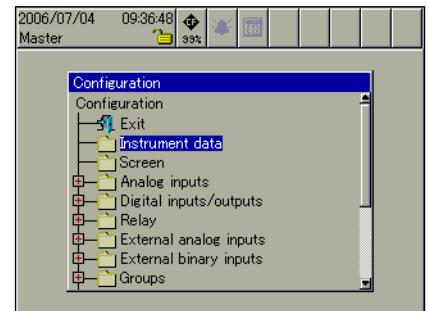 2006/07/04 09:36:48
Master
99%
Configuration
Configuration
Exit
Instrument data
Screen
Analog inputs
Digital inputs/outputs
Relay
External analog inputs
External binary inputs
Groups